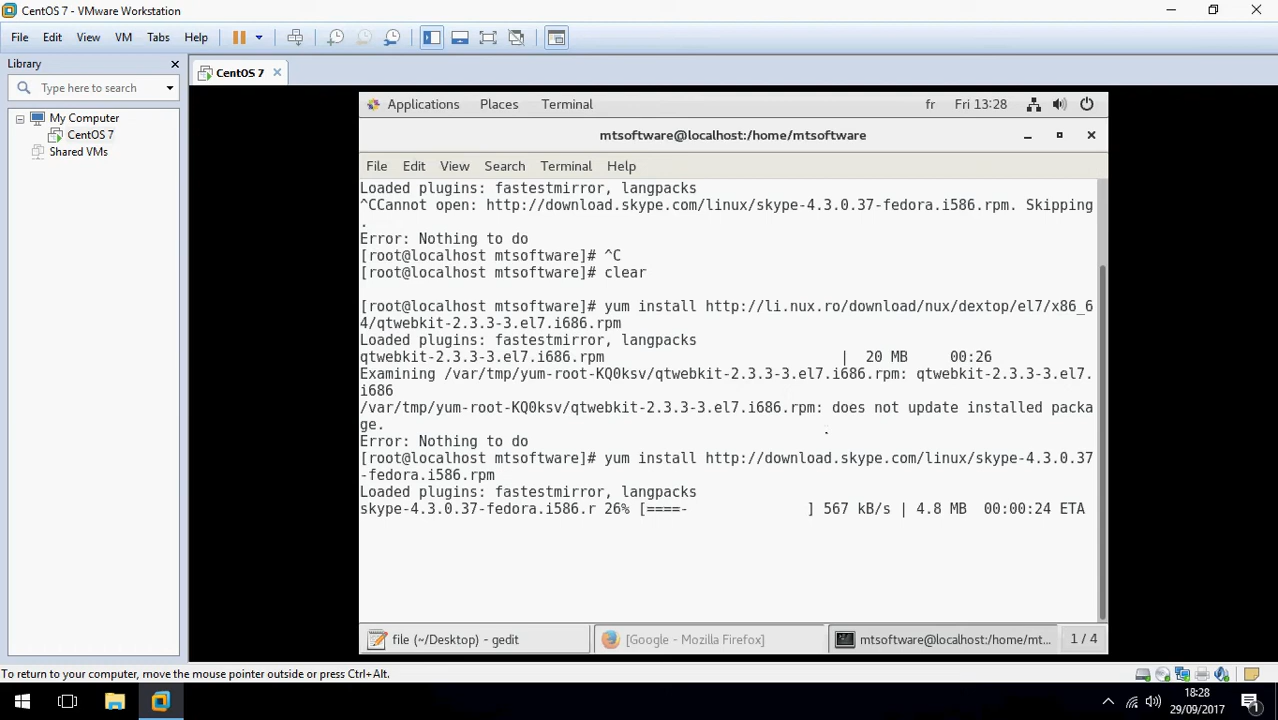 CentOS 7 - VMware Workstation
File Edit View VM Tabs Help
Library
CentOS 7
Type here to search
My Computer
CentOS 7
Shared VMs
Applications Places Terminal fr Fri 13:28
mtsoftware@localhost:/home/mtsoftware
File Edit View Search Terminal Help
Loaded plugins: fastestmirror, langpacks
^CCannot open: http://download.skype.com/linux/skype-4.3.0.37-fedora.i586.rpm. Skipping
.
Error: Nothing to do
[root@localhost mtsoftware]# ^C
[root@localhost mtsoftware]# clear
[root@localhost mtsoftware]# yum install http://li.nux.ro/download/nux/dextop/el7/x86_6
4/qtwebkit-2.3.3-3.el7.i686.rpm
Loaded plugins: fastestmirror, langpacks
qtwebkit-2.3.3-3.el7.i686.rpm | 20 MB 00:26
Examining /var/tmp/yum-root-KQ0ksv/qtwebkit-2.3.3-3.el7.i686.rpm: qtwebkit-2.3.3-3.el7.
i686
/var/tmp/yum-root-KQ0ksv/qtwebkit-2.3.3-3.el7.i686.rpm: does not update installed packa
ge.
Error: Nothing to do
[root@localhost mtsoftware]# yum install http://download.skype.com/linux/skype-4.3.0.37
-fedora.i586.rpm
Loaded plugins: fastestmirror, langpacks
skype-4.3.0.37-fedora.i586.r 26% [====- ] 567 kB/s | 4.8 MB 00:00:24 ETA
file (~/Desktop) - gedit
[Google - Mozilla Firefox]
mtsoftware@localhost:/home/mt...
1 / 4
To return to your computer, move the mouse pointer outside or press Ctrl+Alt.
18:28
29/09/2017
1